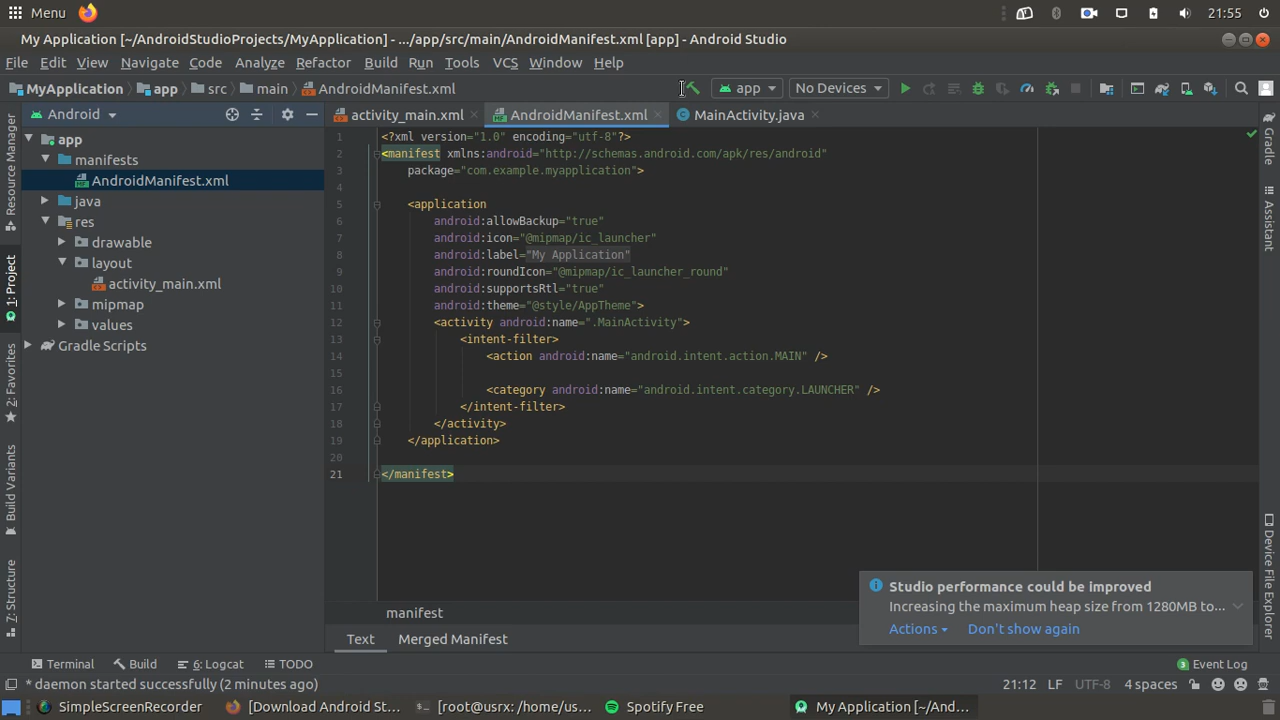 Menu
21:55
My Application [~/AndroidStudioProjects/MyApplication] - .../app/src/main/AndroidManifest.xml [app] - Android Studio
File Edit View Navigate Code Analyze Refactor Build Run Tools VCS Window Help
MyApplication app src main AndroidManifest.xml app No Devices
Android
activity_main.xml AndroidManifest.xml MainActivity.java
app
manifests
AndroidManifest.xml
java
res
drawable
layout
activity_main.xml
mipmap
values
Gradle Scripts
Resource Manager
1: Project
2: Favorites
Build Variants
7: Structure
1 <?xml version="1.0" encoding="utf-8"?>
2 <manifest xmlns:android="http://schemas.android.com/apk/res/android"
3 package="com.example.myapplication">
4
5 <application
6 android:allowBackup="true"
7 android:icon="@mipmap/ic_launcher"
8 android:label="My Application"
9 android:roundIcon="@mipmap/ic_launcher_round"
10 android:supportsRtl="true"
11 android:theme="@style/AppTheme">
12 <activity android:name=".MainActivity">
13 <intent-filter>
14 <action android:name="android.intent.action.MAIN" />
15
16 <category android:name="android.intent.category.LAUNCHER" />
17 </intent-filter>
18 </activity>
19 </application>
20
21 </manifest>
Gradle
Assistant
Device File Explorer
Studio performance could be improved
Increasing the maximum heap size from 1280MB to...
Actions Don't show again
manifest
Text Merged Manifest
Terminal Build 6: Logcat TODO 3 Event Log
* daemon started successfully (2 minutes ago) 21:12 LF UTF-8 4 spaces
SimpleScreenRecorder [Download Android St... [root@usrx: /home/us... Spotify Free My Application [~/And...